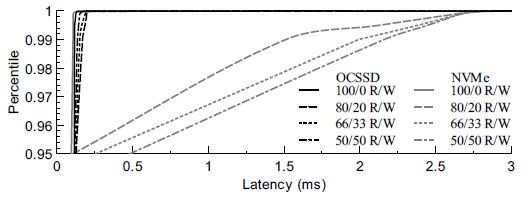 1
0.99
0.98
0.97
0.96
0.95
Percentile
0 0.5 1 1.5 2 2.5 3
Latency (ms)
OCSSD NVMe
100/0 R/W 100/0 R/W
80/20 R/W 80/20 R/W
66/33 R/W 66/33 R/W
50/50 R/W 50/50 R/W